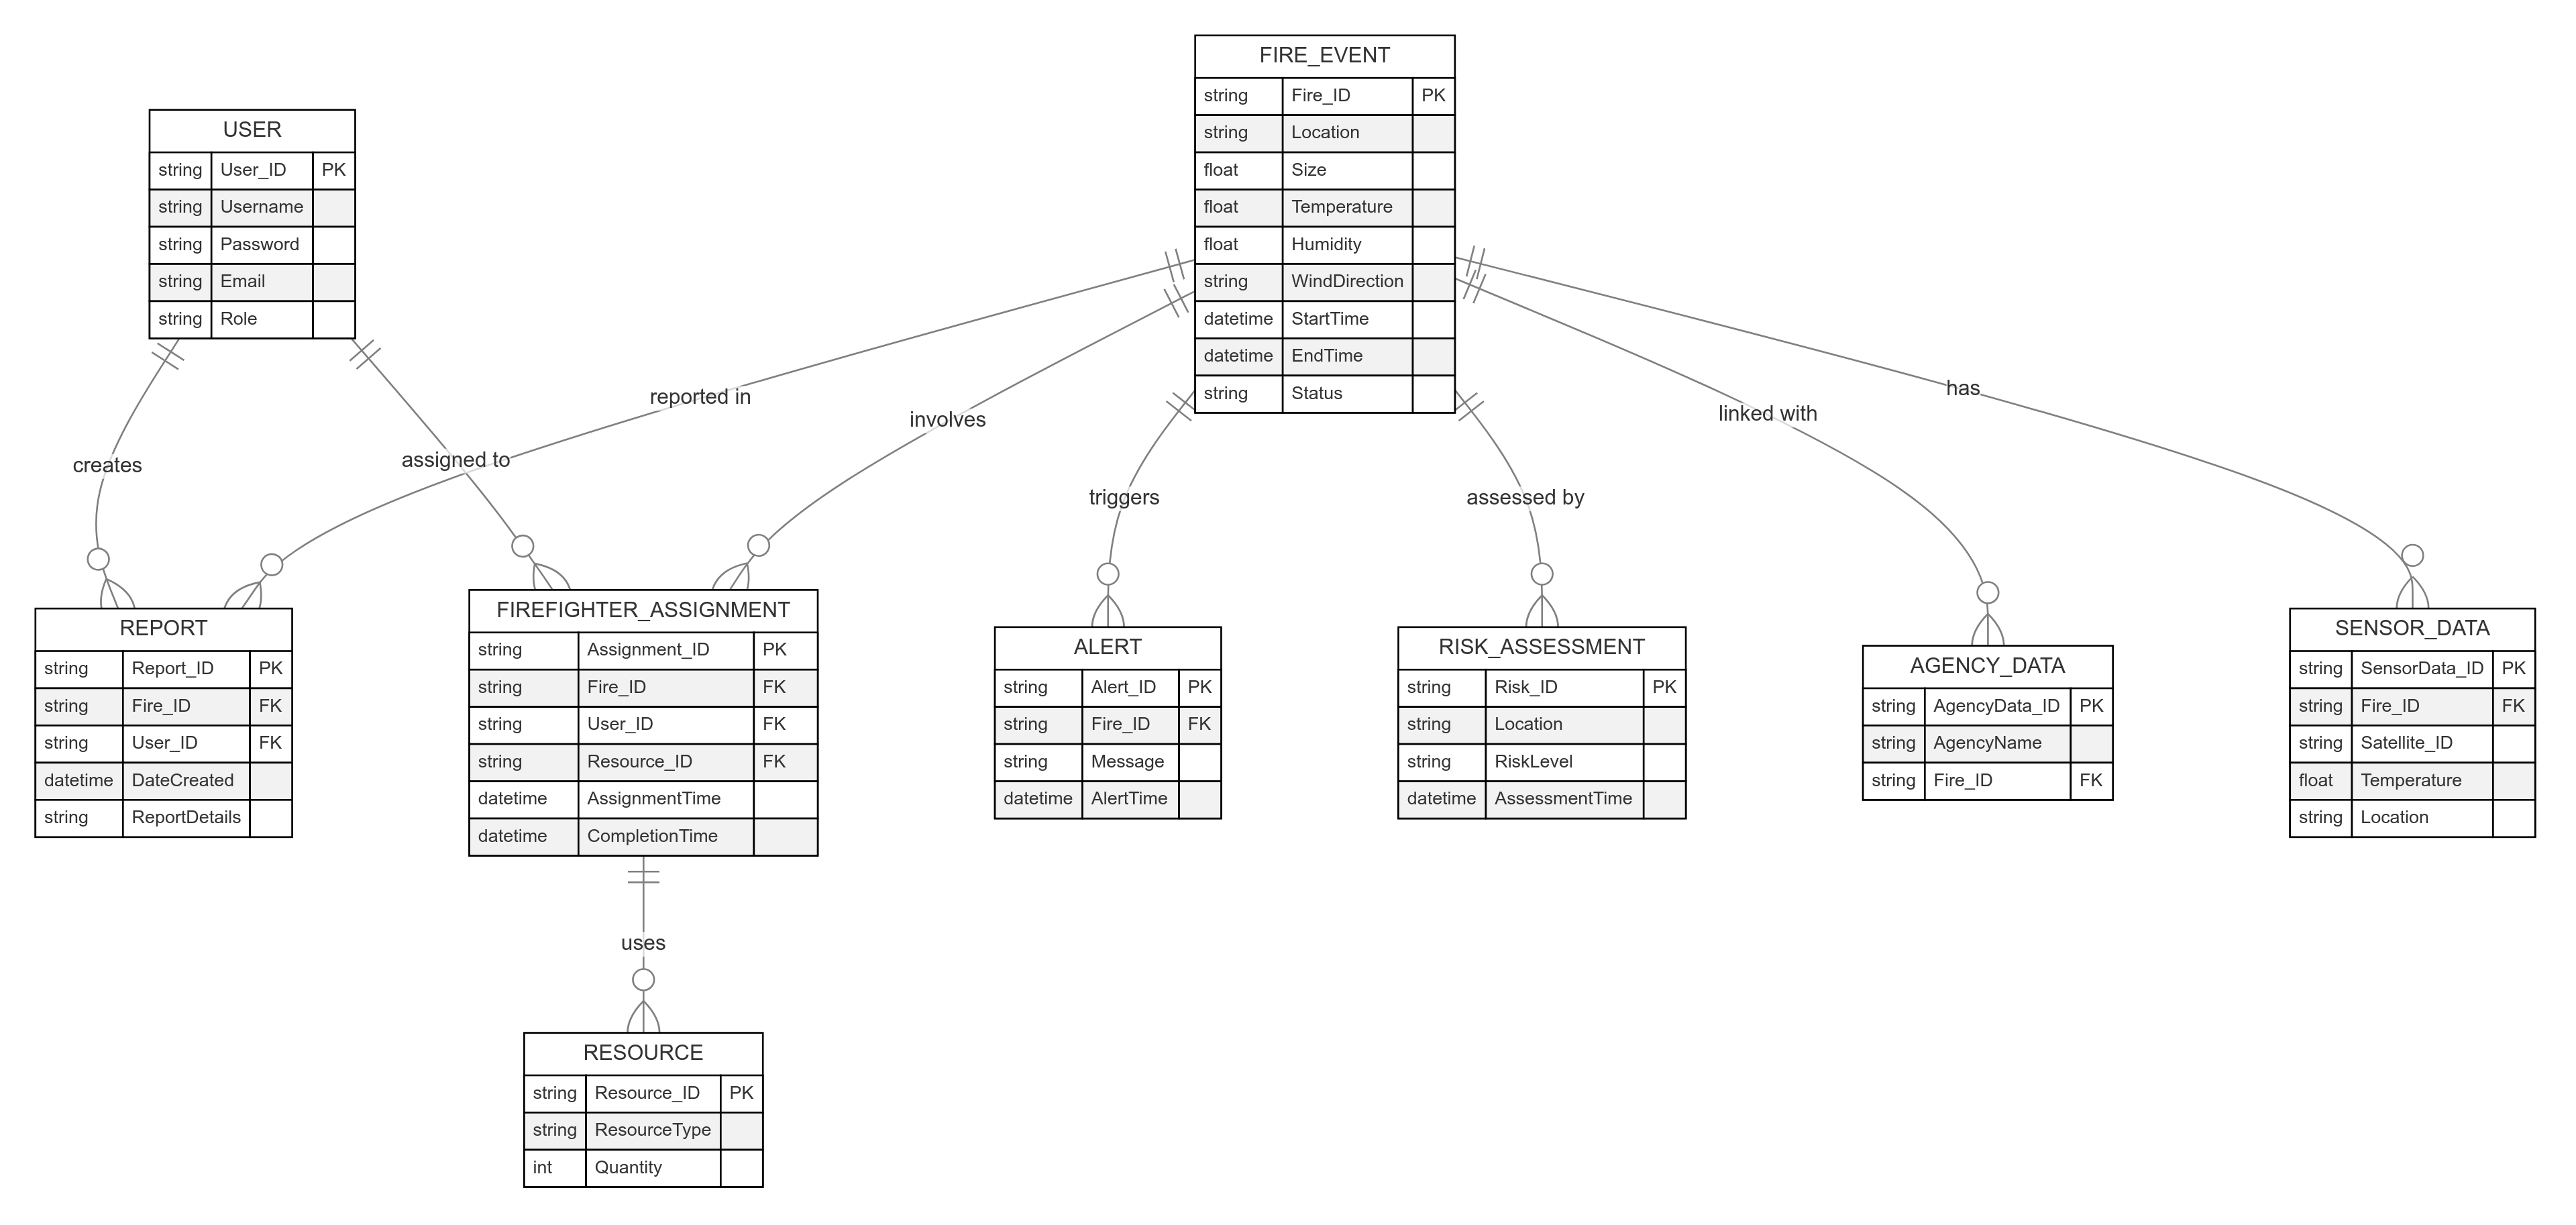 FIRE_EVENT
string Fire_ID PK
string Location
float Size
float Temperature
float Humidity
string WindDirection
datetime StartTime
datetime EndTime
string Status
USER
string User_ID PK
string Username
string Password
string Email
string Role
reported in
involves
linked with
has
creates
assigned to
triggers
assessed by
REPORT
string Report_ID PK
string Fire_ID FK
string User_ID FK
datetime DateCreated
string ReportDetails
FIREFIGHTER_ASSIGNMENT
string Assignment_ID PK
string Fire_ID FK
string User_ID FK
string Resource_ID FK
datetime AssignmentTime
datetime CompletionTime
ALERT
string Alert_ID PK
string Fire_ID FK
string Message
datetime AlertTime
RISK_ASSESSMENT
string Risk_ID PK
string Location
string RiskLevel
datetime AssessmentTime
AGENCY_DATA
string AgencyData_ID PK
string AgencyName
string Fire_ID FK
SENSOR_DATA
string SensorData_ID PK
string Fire_ID FK
string Satellite_ID
float Temperature
string Location
uses
RESOURCE
string Resource_ID PK
string ResourceType
int Quantity